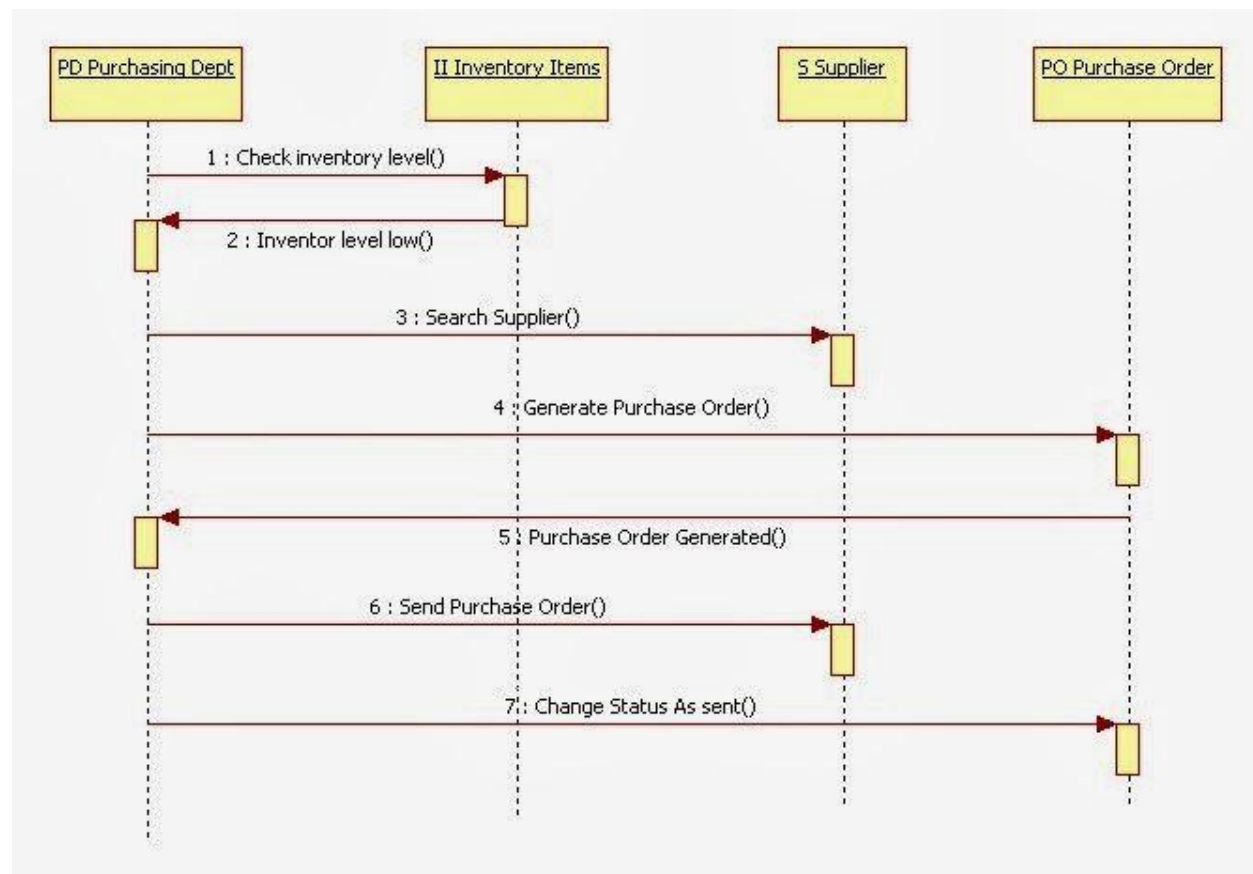 PD Purchasing Dept
II Inventory Items
S Supplier
PO Purchase Order
1 : Check inventory level()
2 : Inventor level low()
3 : Search Supplier()
4 : Generate Purchase Order()
5 : Purchase Order Generated()
6 : Send Purchase Order()
7 : Change Status As sent()